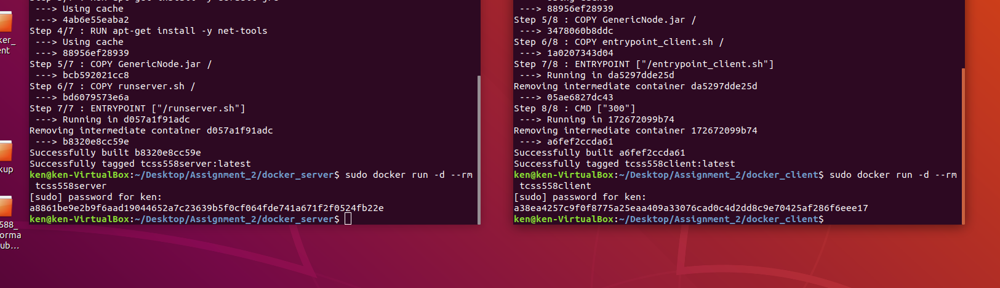 ker_
ent
kup
588_
orma
ub...
---> Using cache
---> 4ab6e55eaba2
Step 4/7 : RUN apt-get install -y net-tools
---> Using cache
---> 88956ef28939
Step 5/7 : COPY GenericNode.jar /
---> bcb592021cc8
Step 6/7 : COPY runserver.sh /
---> bd6079573e6a
Step 7/7 : ENTRYPOINT ["/runserver.sh"]
---> Running in d057a1f91adc
Removing intermediate container d057a1f91adc
---> b8320e8cc59e
Successfully built b8320e8cc59e
Successfully tagged tcss558server:latest
ken@ken-VirtualBox:~/Desktop/Assignment_2/docker_server$ sudo docker run -d --rm
tcss558server
[sudo] password for ken:
a8861be9e2b9f6aad19044652a7c23639b5f0cf064fde741a671f2f0524fb22e
ken@ken-VirtualBox:~/Desktop/Assignment_2/docker_server$
---> 88956ef28939
Step 5/8 : COPY GenericNode.jar /
---> 3478060b8ddc
Step 6/8 : COPY entrypoint_client.sh /
---> 1a0207343d04
Step 7/8 : ENTRYPOINT ["/entrypoint_client.sh"]
---> Running in da5297dde25d
Removing intermediate container da5297dde25d
---> 05ae6827dc43
Step 8/8 : CMD ["300"]
---> Running in 172672099b74
Removing intermediate container 172672099b74
---> a6fef2ccda61
Successfully built a6fef2ccda61
Successfully tagged tcss558client:latest
ken@ken-VirtualBox:~/Desktop/Assignment_2/docker_client$ sudo docker run -d --rm
tcss558client
[sudo] password for ken:
a38ea4257c9f0f8775a25eaa409a33076cad0c4d2dd8c9e70425af286f6eee17
ken@ken-VirtualBox:~/Desktop/Assignment_2/docker_client$